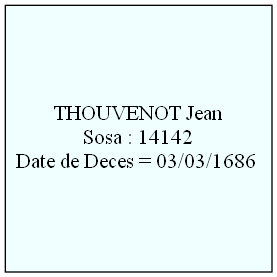 THOUVENOT Jean
Sosa : 14142
Date de Deces = 03/03/1686